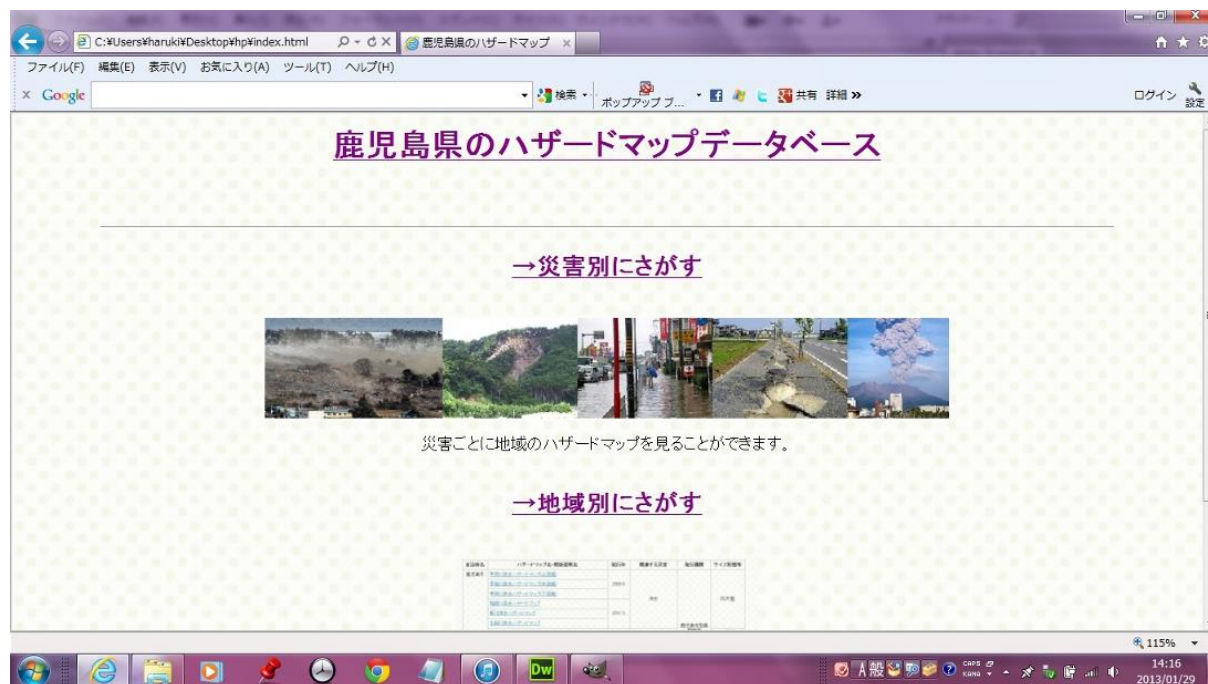 C:¥Users¥haruki¥Desktop¥hp¥index.html
鹿児島県のハザードマップ
ファイル(F) 編集(E) 表示(V) お気に入り(A) ツール(T) ヘルプ(H)
x Google 検索 ポップアップ ブ... 共有 詳細 » ログイン 設定
鹿児島県のハザードマップデータベース
→災害別にさがす
災害ごとに地域のハザードマップを見ることができます。
→地域別にさがす
115%
Dw A 般 CAPS KANA 14:16
2013/01/29